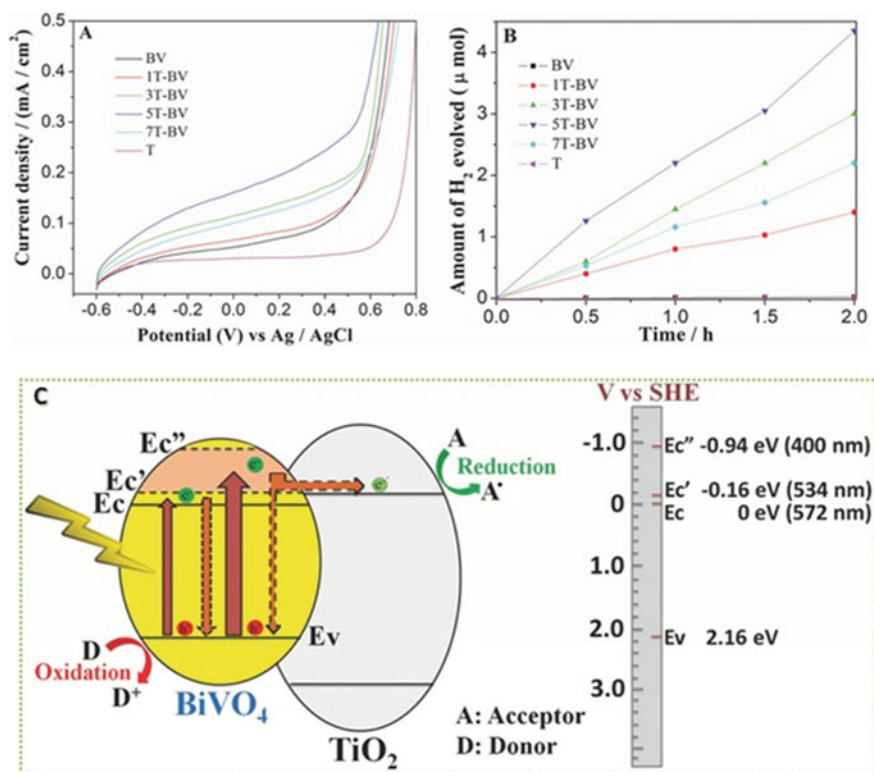 A
BV
1T-BV
3T-BV
5T-BV
7T-BV
T
Current density / (mA / cm²)
0.5
0.4
0.3
0.2
0.1
0.0
-0.6 -0.4 -0.2 0.0 0.2 0.4 0.6 0.8
Potential (V) vs Ag / AgCl
B
BV
1T-BV
3T-BV
5T-BV
7T-BV
T
Amount of H₂ evolved ( μ mol)
4
3
2
1
0
0.0 0.5 1.0 1.5 2.0
Time / h
C
Ec"
Ec'
Ec
Ev
e⁻
e⁻
e⁻
h⁺
h⁺
A
Reduction
A⁻
D
Oxidation
D⁺
BiVO₄
TiO₂
A: Acceptor
D: Donor
V vs SHE
-1.0
0
1.0
2.0
3.0
Ec" -0.94 eV (400 nm)
Ec' -0.16 eV (534 nm)
Ec 0 eV (572 nm)
Ev 2.16 eV